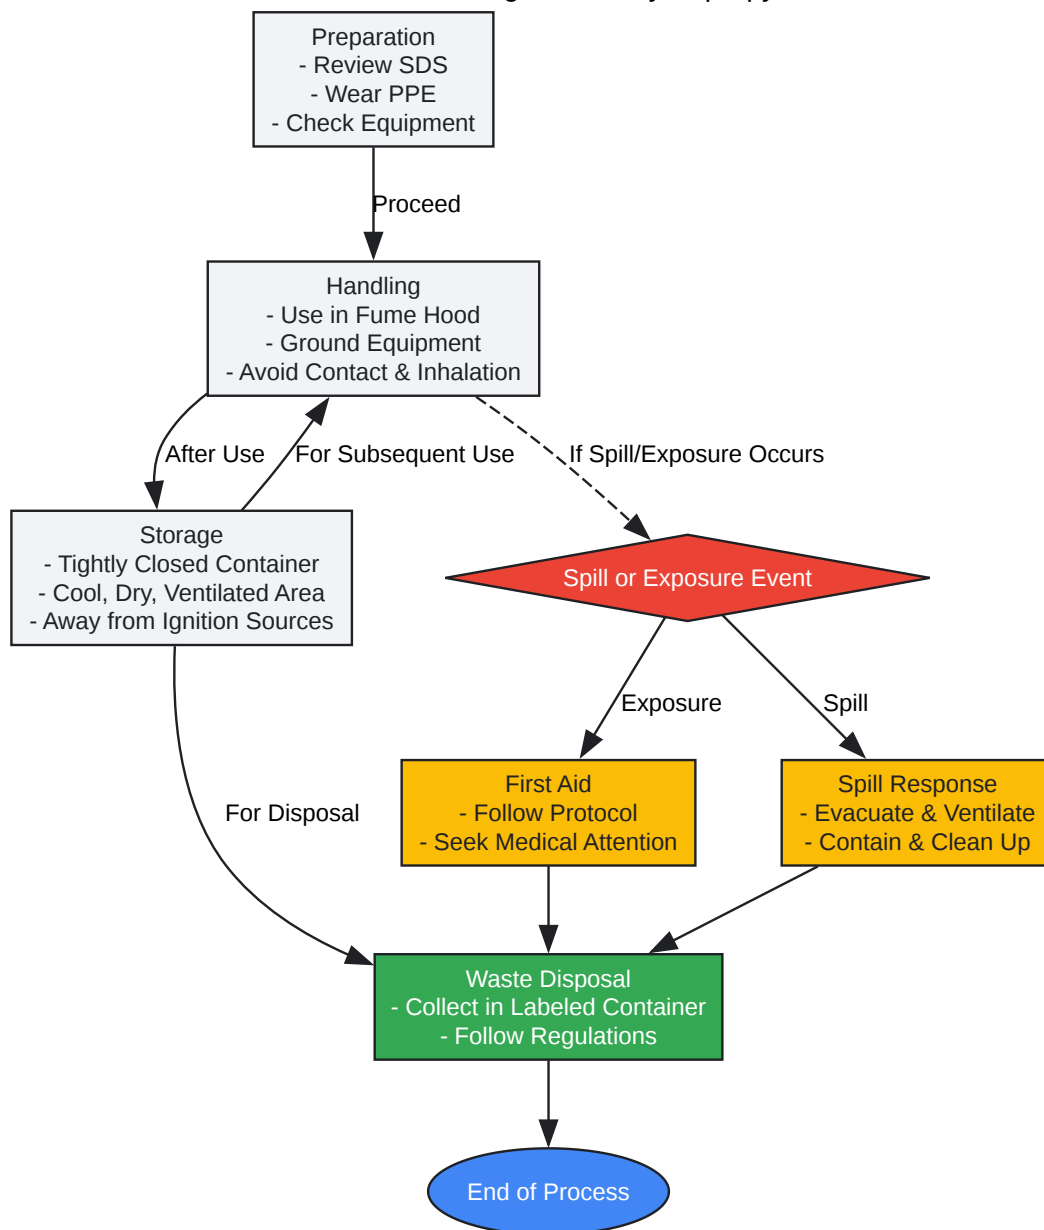 Preparation
- Review SDS
- Wear PPE
- Check Equipment
Proceed
Handling
- Use in Fume Hood
- Ground Equipment
- Avoid Contact & Inhalation
After Use
For Subsequent Use
If Spill/Exposure Occurs
Storage
- Tightly Closed Container
- Cool, Dry, Ventilated Area
- Away from Ignition Sources
Spill or Exposure Event
Exposure
Spill
For Disposal
First Aid
- Follow Protocol
- Seek Medical Attention
Spill Response
- Evacuate & Ventilate
- Contain & Clean Up
Waste Disposal
- Collect in Labeled Container
- Follow Regulations
End of Process